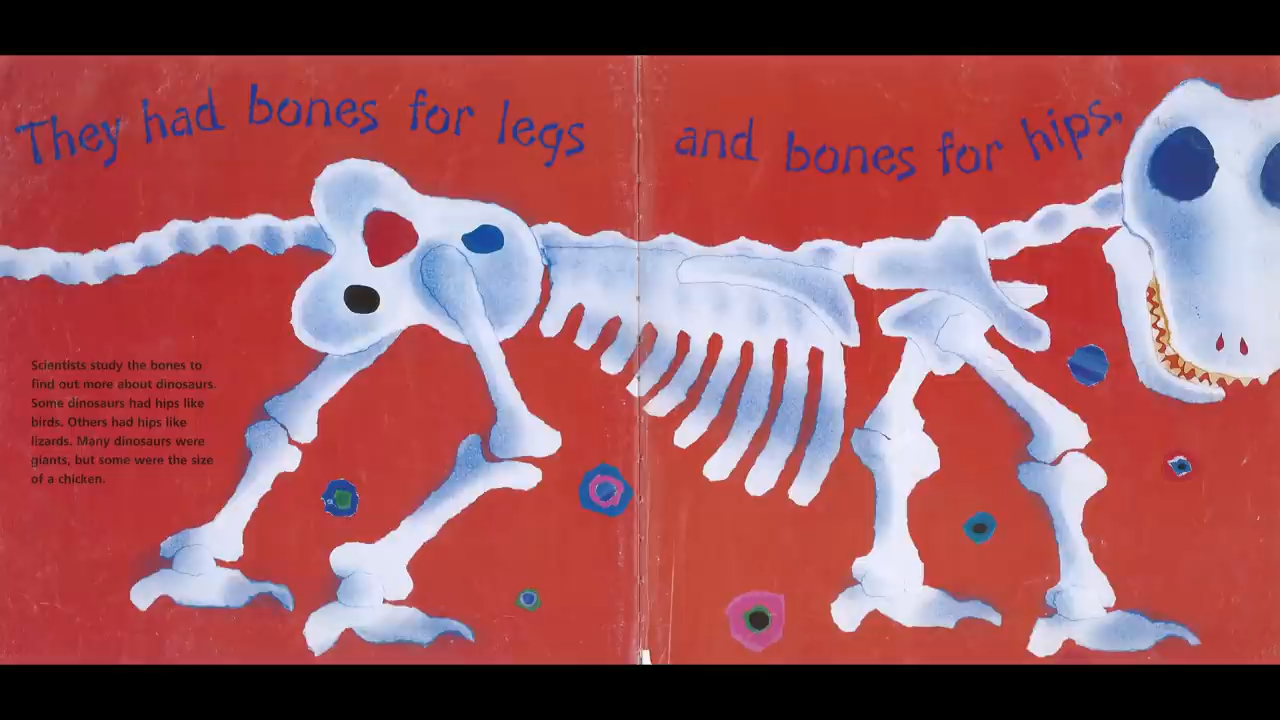 They had bones for legs and bones for hips.
Scientists study the bones to
find out more about dinosaurs.
Some dinosaurs had hips like
birds. Others had hips like
lizards. Many dinosaurs were
giants, but some were the size
of a chicken.